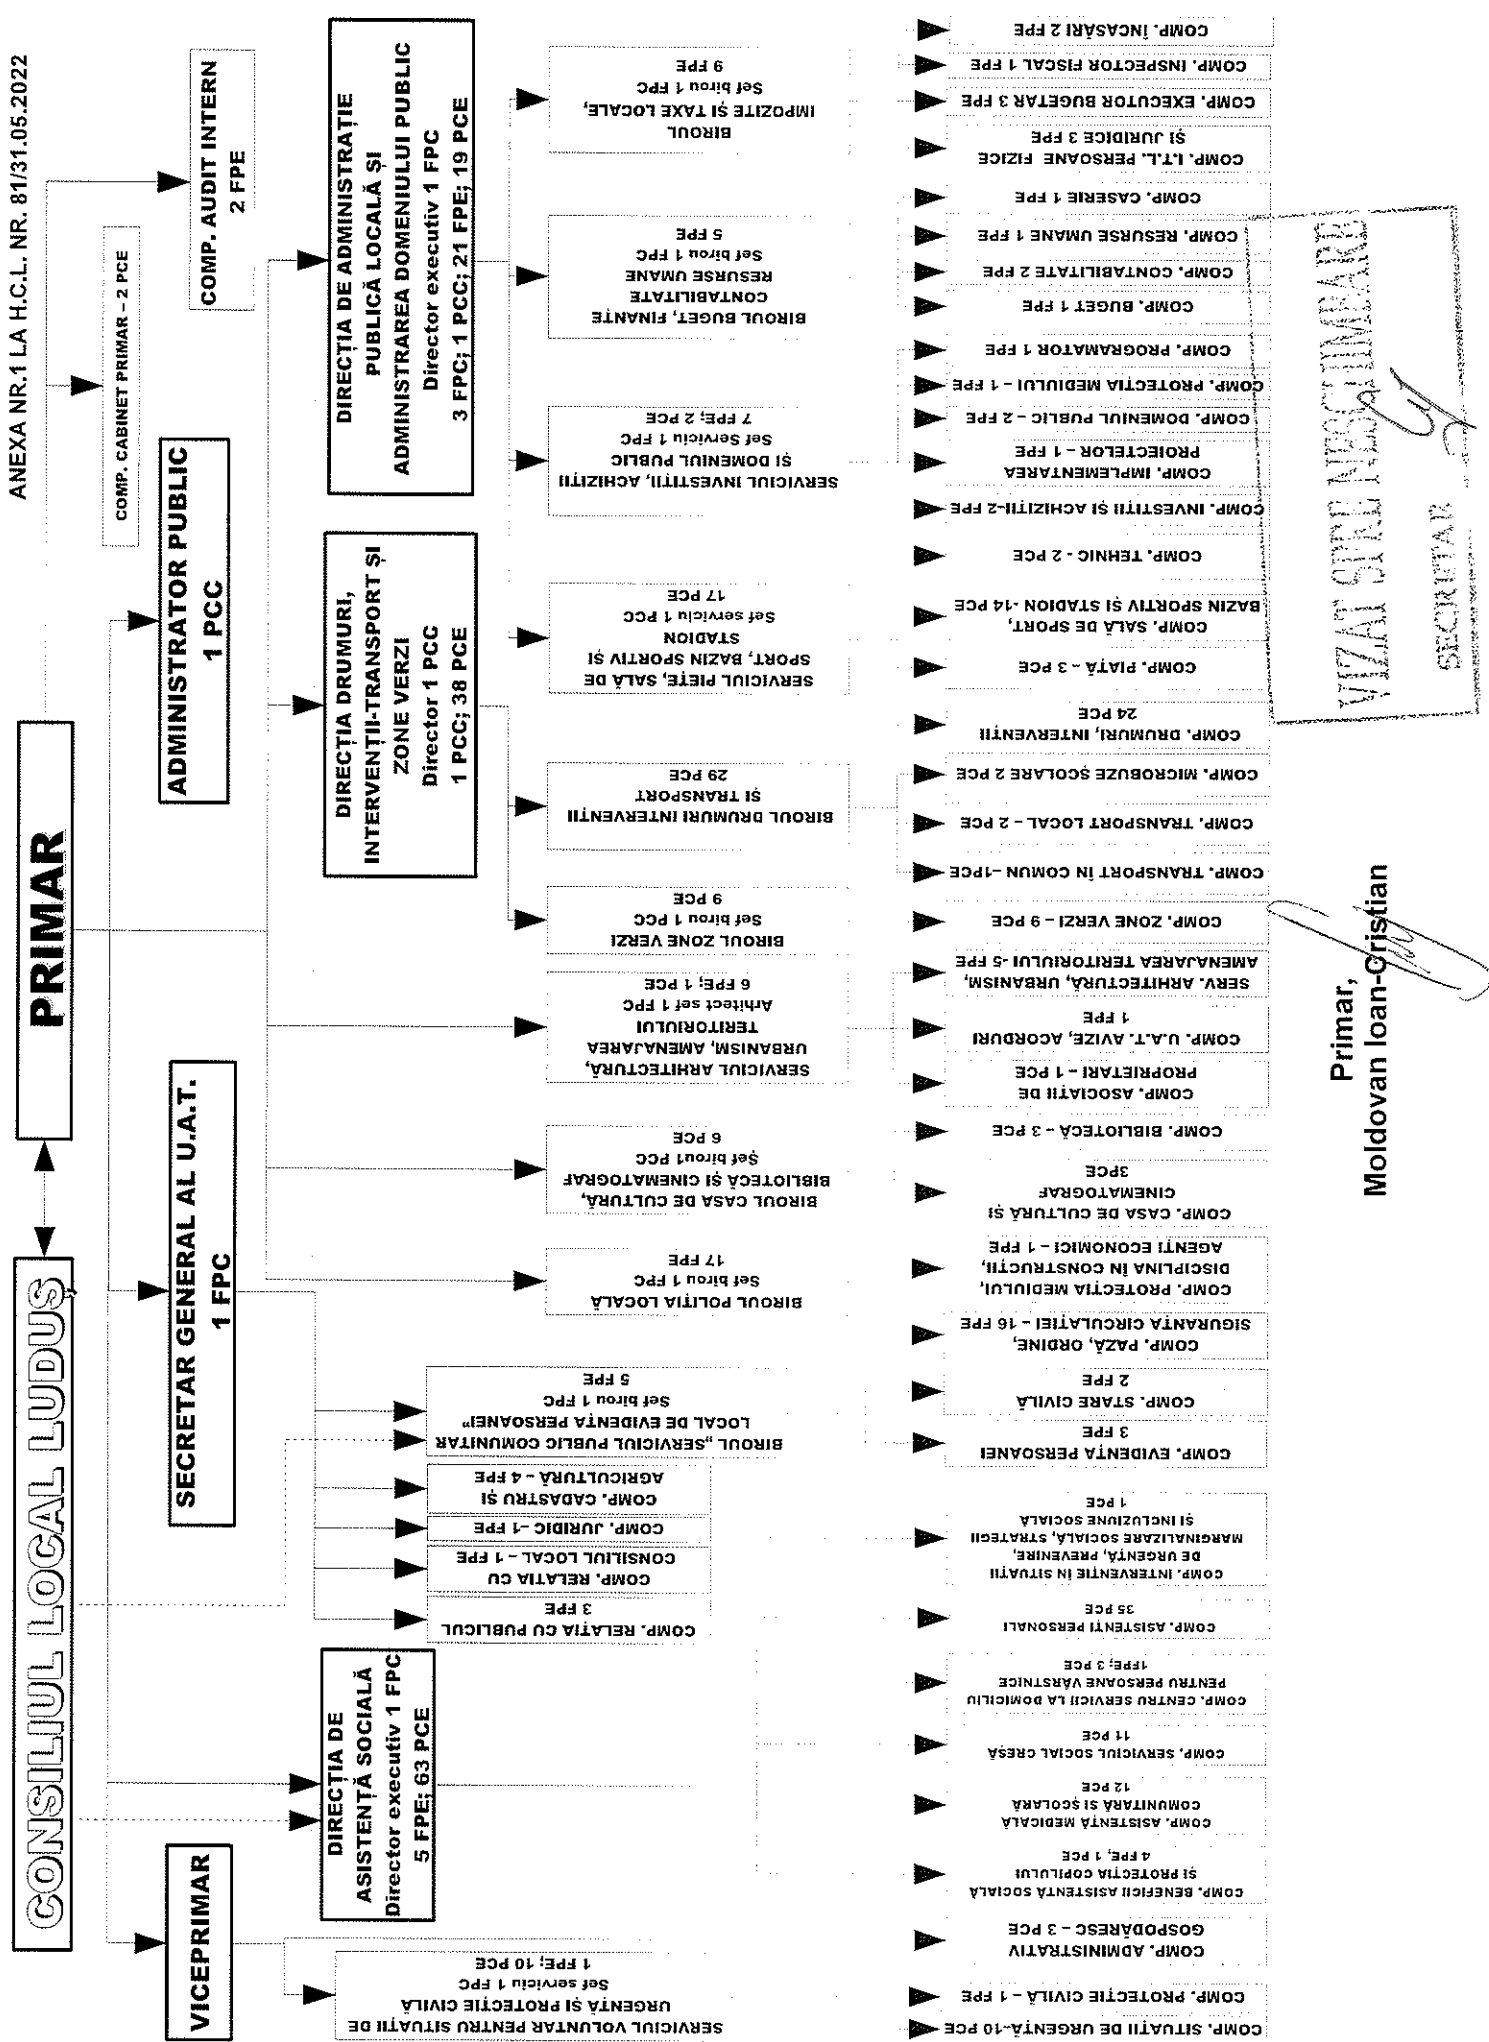 ANEXA NR.1 LA H.C.L. NR. 81/31.05.2022
CONSILIUL LOCAL LUDUȘ
PRIMAR
COMP. CABINET PRIMAR – 2 PCE
COMP. AUDIT INTERN
2 FPE
VICEPRIMAR
SECRETAR GENERAL AL U.A.T.
1 FPC
ADMINISTRATOR PUBLIC
1 PCC
DIRECȚIA DE
ASISTENȚĂ SOCIALĂ
Director executiv 1 FPC
5 FPE; 63 PCE
DIRECȚIA DRUMURI,
INTERVENȚII-TRANSPORT ȘI
ZONE VERZI
Director 1 PCC
1 PCC; 38 PCE
DIRECȚIA DE ADMINISTRAȚIE
PUBLICĂ LOCALĂ ȘI
ADMINISTRAREA DOMENIULUI PUBLIC
Director executiv 1 FPC
3 FPC; 1 PCC; 21 FPE; 19 PCE
SERVICIUL VOLUNTAR PENTRU SITUAȚII DE
URGENȚĂ ȘI PROTECȚIE CIVILĂ
Sef serviciu 1 FPC
1 FPE; 10 PCE
COMP. RELAȚIA CU PUBLICUL
3 FPE
COMP. RELAȚIA CU
CONSILIUL LOCAL – 1 FPE
COMP. JURIDIC –1 FPE
COMP. CADASTRU ȘI
AGRICULTURĂ – 4 FPE
BIROUL „SERVICIUL PUBLIC COMUNITAR
LOCAL DE EVIDENȚA PERSOANEI"
Șef birou 1 FPC
5 FPE
BIROUL POLIȚIA LOCALĂ
Sef birou 1 FPC
17 FPE
BIROUL CASA DE CULTURĂ,
BIBLIOTECĂ ȘI CINEMATOGRAF
Șef birou1 PCC
6 PCE
SERVICIUL ARHITECTURĂ,
URBANISM, AMENAJAREA
TERITORIULUI
Arhitect sef 1 FPC
6 FPE; 1 PCE
BIROUL ZONE VERZI
Sef birou 1 PCC
9 PCE
BIROUL DRUMURI INTERVENȚII
ȘI TRANSPORT
29 PCE
SERVICIUL PIEȚE, SALĂ DE
SPORT, BAZIN SPORTIV ȘI
STADION
Sef serviciu 1 PCC
17 PCE
SERVICIUL INVESTIȚII, ACHIZIȚII
ȘI DOMENIUL PUBLIC
Sef Serviciu 1 FPC
7 FPE; 2 PCE
BIROUL BUGET, FINANȚE
CONTABILITATE
RESURSE UMANE
Sef birou 1 FPC
5 FPE
BIROUL
IMPOZITE ȘI TAXE LOCALE,
Sef birou 1 FPC
9 FPE
COMP. SITUAȚII DE URGENȚĂ–10 PCE
COMP. PROTECȚIE CIVILĂ – 1 FPE
COMP. ADMINISTRATIV
GOSPODĂRESC – 3 PCE
COMP. BENEFICII ASISTENȚĂ SOCIALĂ
ȘI PROTECȚIA COPILULUI
4 FPE, 1 PCE
COMP. ASISTENȚĂ MEDICALĂ
COMUNITARĂ SI ȘCOLARĂ
12 PCE
COMP. SERVICIUL SOCIAL CREȘĂ
11 PCE
COMP. CENTRU SERVICII LA DOMICILIU
PENTRU PERSOANE VÂRSTNICE
1FPE; 3 PCE
COMP. ASISTENȚI PERSONALI
35 PCE
COMP. INTERVENȚIE ÎN SITUAȚII
DE URGENȚĂ, PREVENIRE,
MARGINALIZARE SOCIALĂ, STRATEGII
ȘI INCLUZIUNE SOCIALĂ
1 PCE
COMP. EVIDENȚA PERSOANEI
3 FPE
COMP. STARE CIVILĂ
2 FPE
COMP. PAZĂ, ORDINE,
SIGURANȚA CIRCULAȚIEI – 16 FPE
COMP. PROTECȚIA MEDIULUI,
DISCIPLINA ÎN CONSTRUCȚII,
AGENȚI ECONOMICI – 1 FPE
COMP. CASA DE CULTURĂ ȘI
CINEMATOGRAF
3PCE
COMP. BIBLIOTECĂ – 3 PCE
COMP. ASOCIAȚII DE
PROPRIETARI – 1 PCE
COMP. U.A.T. AVIZE, ACORDURI
1 FPE
SERV. ARHITECTURĂ, URBANISM,
AMENAJAREA TERITORIULUI -5 FPE
COMP. ZONE VERZI – 9 PCE
COMP. TRANSPORT ÎN COMUN –1PCE
COMP. TRANSPORT LOCAL – 2 PCE
COMP. MICROBUZE ȘCOLARE 2 PCE
COMP. DRUMURI, INTERVENȚII
24 PCE
COMP. PIAȚĂ – 3 PCE
COMP. SALĂ DE SPORT,
BAZIN SPORTIV ȘI STADION -14 PCE
COMP. TEHNIC - 2 PCE
COMP. INVESTIȚII ȘI ACHIZIȚII–2 FPE
COMP. IMPLEMENTAREA
PROIECTELOR – 1 FPE
COMP. DOMENIUL PUBLIC – 2 FPE
COMP. PROTECȚIA MEDIULUI – 1 FPE
COMP. PROGRAMATOR 1 FPE
COMP. BUGET 1 FPE
COMP. CONTABILITATE 2 FPE
COMP. RESURSE UMANE 1 FPE
COMP. CASERIE 1 FPE
COMP. I.T.L. PERSOANE FIZICE
ȘI JURIDICE 3 FPE
COMP. EXECUTOR BUGETAR 3 FPE
COMP. INSPECTOR FISCAL 1 FPE
COMP. ÎNCASĂRI 2 FPE
Primar,
Moldovan Ioan-Cristian
VIZAT SPRE NESCHIMBARE
SECRETAR